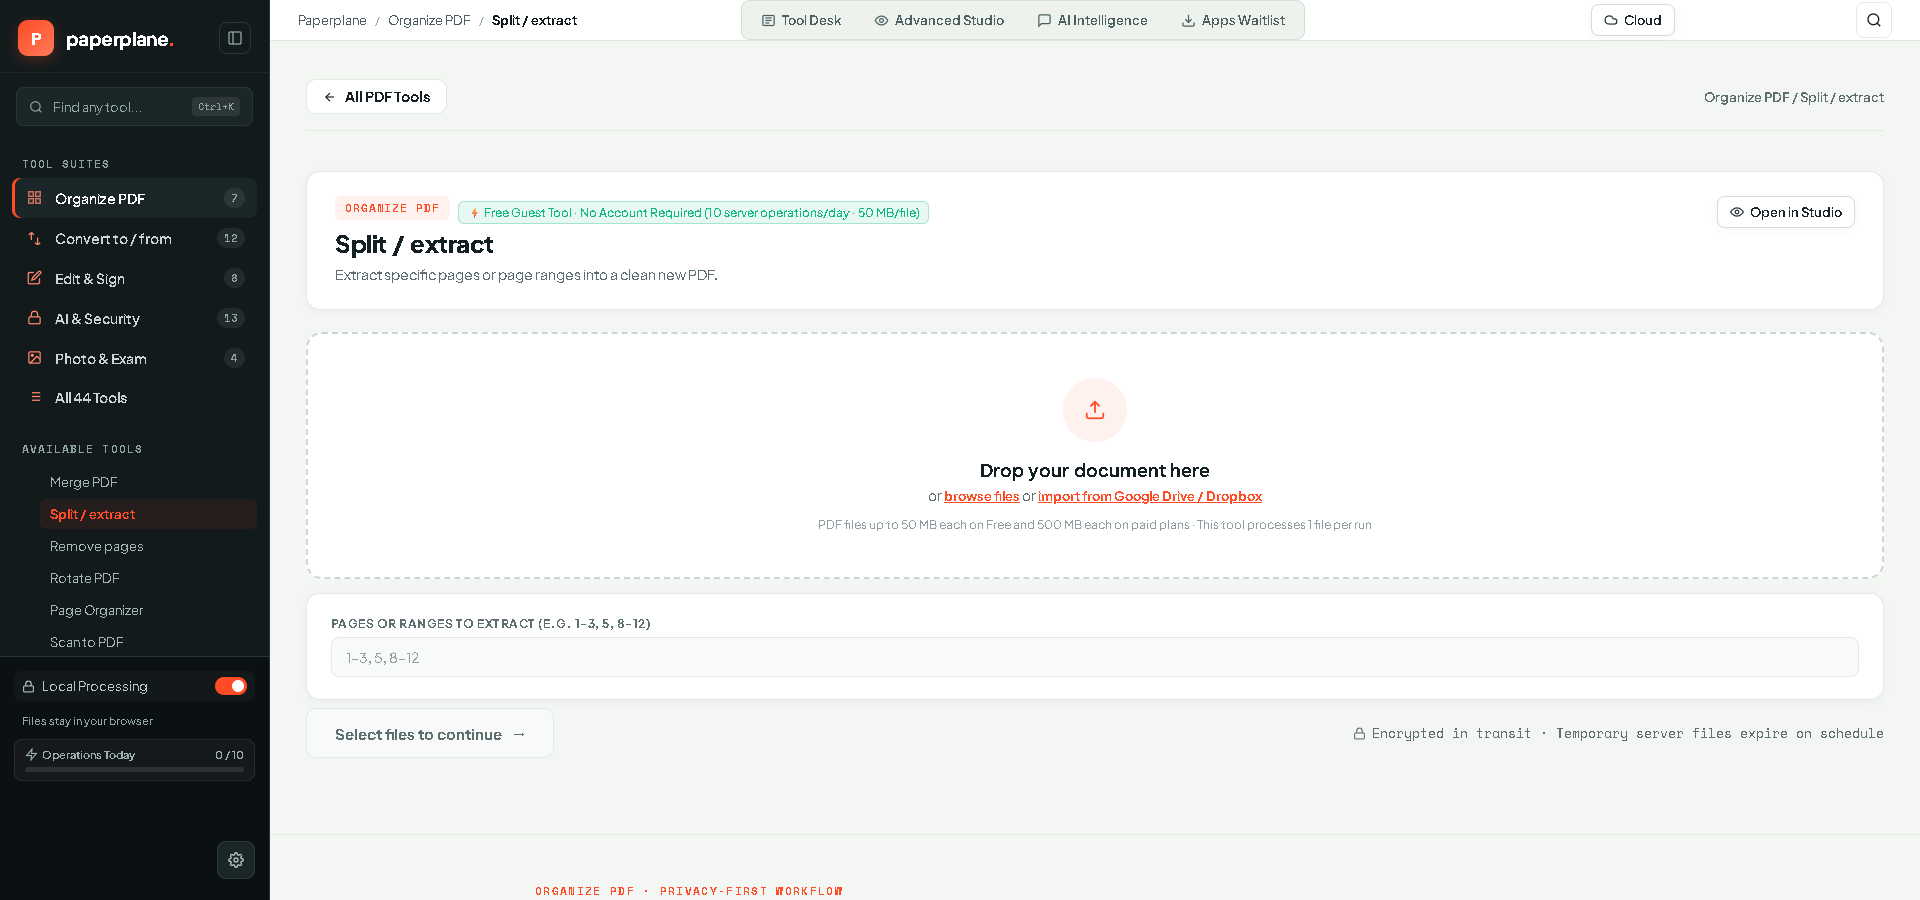 P paperplane.
Find any tool... Ctrl+K
TOOL SUITES
Organize PDF 7
Convert to / from 12
Edit & Sign 8
AI & Security 13
Photo & Exam 4
All 44 Tools
AVAILABLE TOOLS
Merge PDF
Split / extract
Remove pages
Rotate PDF
Page Organizer
Scan to PDF
Local Processing
Files stay in your browser
Operations Today 0 / 10
Paperplane / Organize PDF / Split / extract
Tool Desk
Advanced Studio
AI Intelligence
Apps Waitlist
Cloud
← All PDF Tools
Organize PDF / Split / extract
ORGANIZE PDF
Free Guest Tool · No Account Required (10 server operations/day · 50 MB/file)
Open in Studio
Split / extract
Extract specific pages or page ranges into a clean new PDF.
Drop your document here
or browse files or import from Google Drive / Dropbox
PDF files up to 50 MB each on Free and 500 MB each on paid plans · This tool processes 1 file per run
PAGES OR RANGES TO EXTRACT (E.G. 1–3, 5, 8–12)
1–3, 5, 8–12
Select files to continue →
Encrypted in transit · Temporary server files expire on schedule
ORGANIZE PDF · PRIVACY-FIRST WORKFLOW